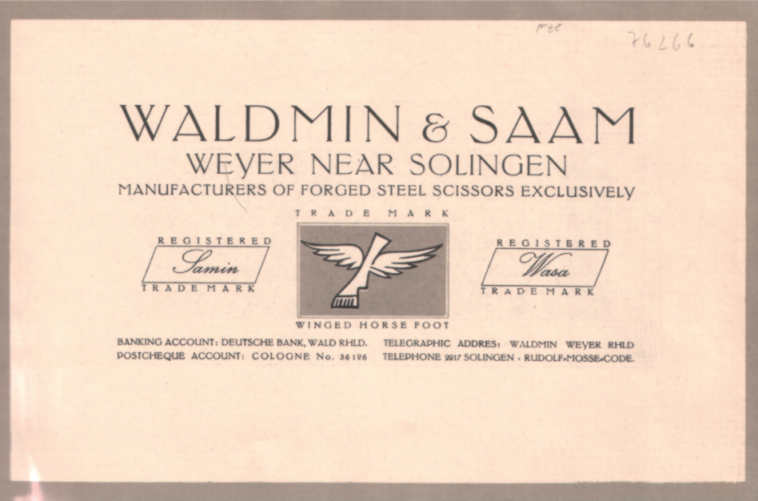 76266
WALDMIN & SAAM
WEYER NEAR SOLINGEN
MANUFACTURERS OF FORGED STEEL SCISSORS EXCLUSIVELY
TRADE MARK
REGISTERED
Samin
TRADE MARK
WINGED HORSE FOOT
REGISTERED
Wasa
TRADE MARK
BANKING ACCOUNT: DEUTSCHE BANK, WALD RHLD.
POSTCHEQUE ACCOUNT: COLOGNE No. 36196
TELEGRAPHIC ADDRES: WALDMIN WEYER RHLD
TELEPHONE 2917 SOLINGEN - RUDOLF-MOSSE-CODE.